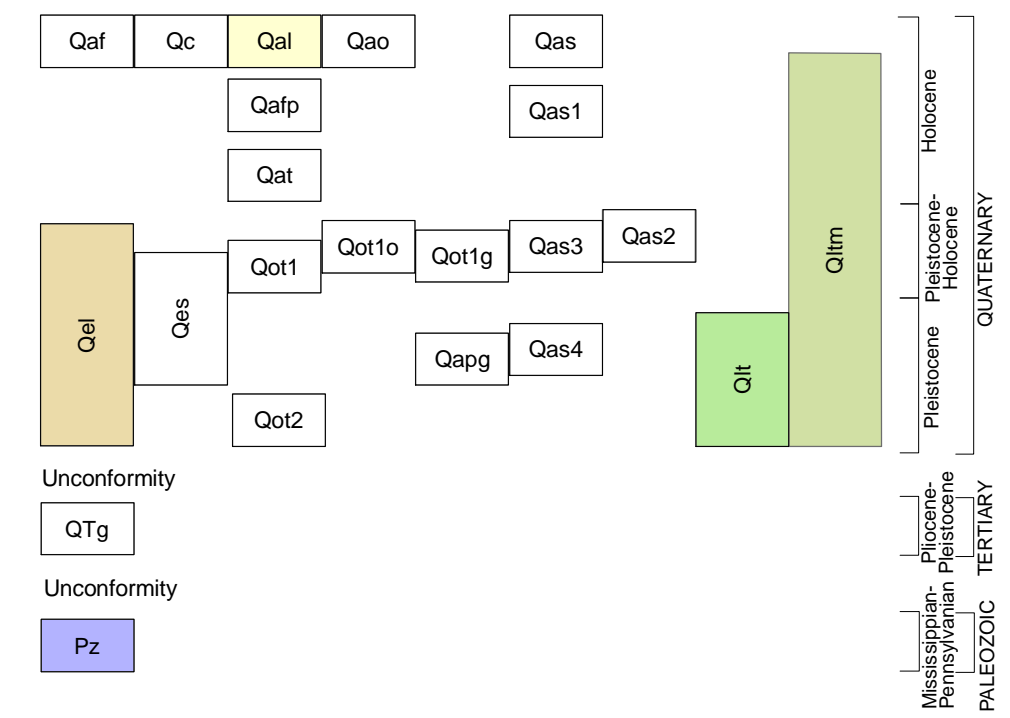 Qaf
Qc
Qal
Qao
Qas
Qafp
Qas1
Qat
Qot1
Qot1o
Qot1g
Qas3
Qas2
Qel
Qes
Qapg
Qas4
Qot2
Qlt
Qltm
Holocene
Pleistocene-
Holocene
Pleistocene
QUATERNARY
Unconformity
QTg
Pliocene-
Pleistocene
TERTIARY
Unconformity
Pz
Mississippian-
Pennsylvanian
PALEOZOIC